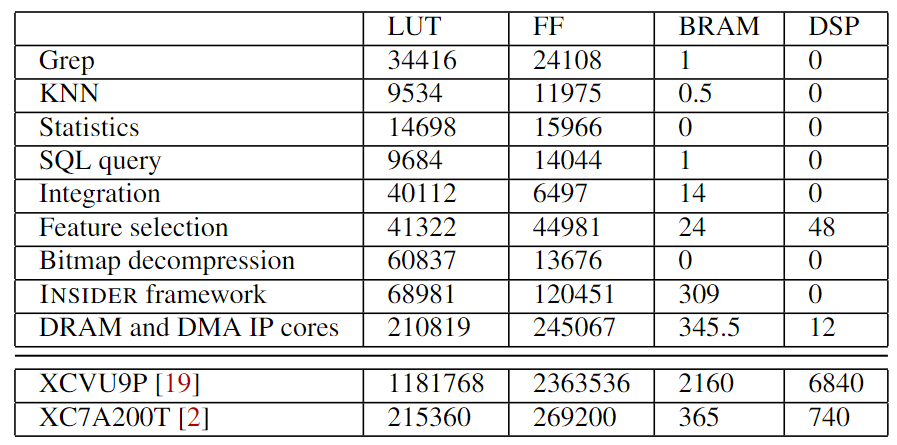 LUT FF BRAM DSP
Grep 34416 24108 1 0
KNN 9534 11975 0.5 0
Statistics 14698 15966 0 0
SQL query 9684 14044 1 0
Integration 40112 6497 14 0
Feature selection 41322 44981 24 48
Bitmap decompression 60837 13676 0 0
INSIDER framework 68981 120451 309 0
DRAM and DMA IP cores 210819 245067 345.5 12
XCVU9P [19] 1181768 2363536 2160 6840
XC7A200T [2] 215360 269200 365 740